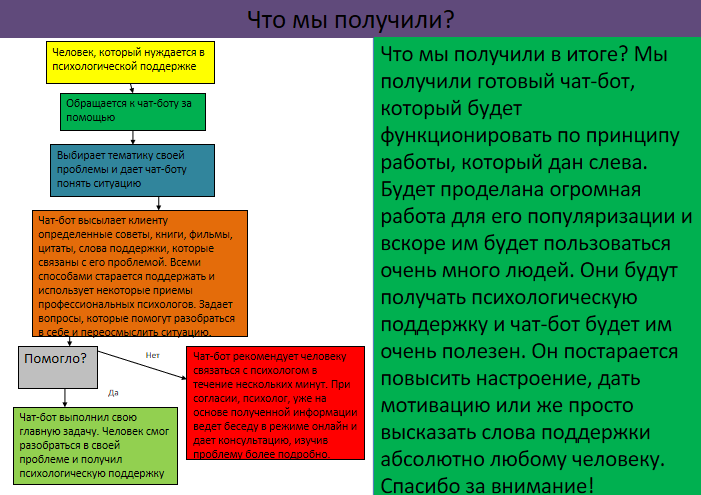 Что мы получили?
Человек, который нуждается в
психологической поддержке
Обращается к чат-боту за
помощью
Выбирает тематику своей
проблемы и дает чат-боту
понять ситуацию
Чат-бот высылает клиенту
определенные советы, книги, фильмы,
цитаты, слова поддержки, которые
связаны с его проблемой. Всеми
способами старается поддержать и
использует некоторые приемы
профессиональных психологов. Задает
вопросы, которые помогут разобраться
в себе и переосмыслить ситуацию.
Помогло?
Нет
Да
Чат-бот рекомендует человеку
связаться с психологом в
течение нескольких минут. При
согласии, психолог, уже на
основе полученной информации
ведет беседу в режиме онлайн и
дает консультацию, изучив
проблему более подробно.
Чат-бот выполнил свою
главную задачу. Человек смог
разобраться в своей
проблеме и получил
психологическую поддержку
Что мы получили в итоге? Мы
получили готовый чат-бот,
который будет
функционировать по принципу
работы, который дан слева.
Будет проделана огромная
работа для его популяризации и
вскоре им будет пользоваться
очень много людей. Они будут
получать психологическую
поддержку и чат-бот будет им
очень полезен. Он постарается
повысить настроение, дать
мотивацию или же просто
высказать слова поддержки
абсолютно любому человеку.
Спасибо за внимание!